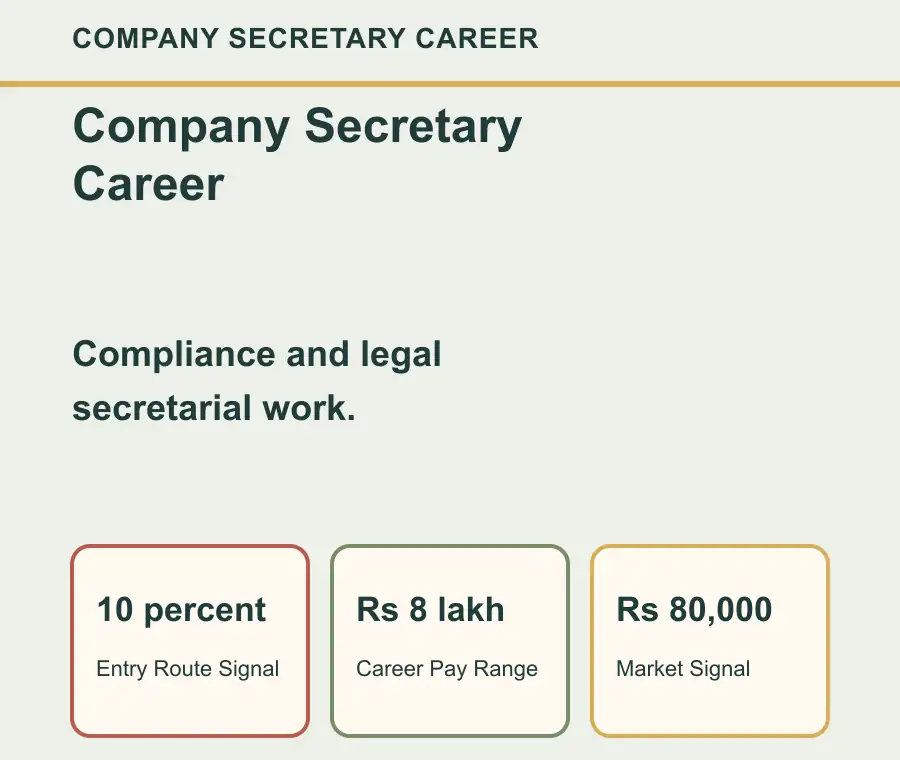 COMPANY SECRETARY CAREER
Company Secretary
Career
Compliance and legal
secretarial work.
10 percent
Entry Route Signal
Rs 8 lakh
Career Pay Range
Rs 80,000
Market Signal